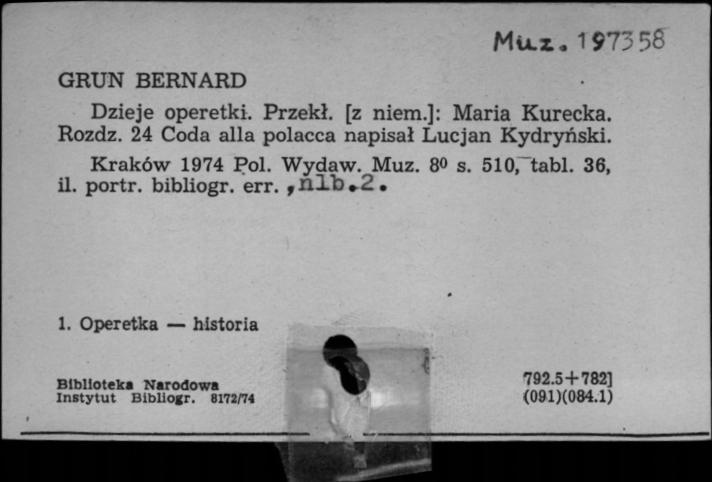 Muz. 197358
GRUN BERNARD
Dzieje operetki. Przekł. [z niem.]: Maria Kurecka.
Rozdz. 24 Coda alla polacca napisał Lucjan Kydryński.
Kraków 1974 Pol. Wydaw. Muz. 8⁰ s. 510, tabl. 36,
il. portr. bibliogr. err. , nlb.2.
1. Operetka — historia
Biblioteka Narodowa
Instytut Bibliogr. 8172/74
792.5+782]
(091)(084.1)